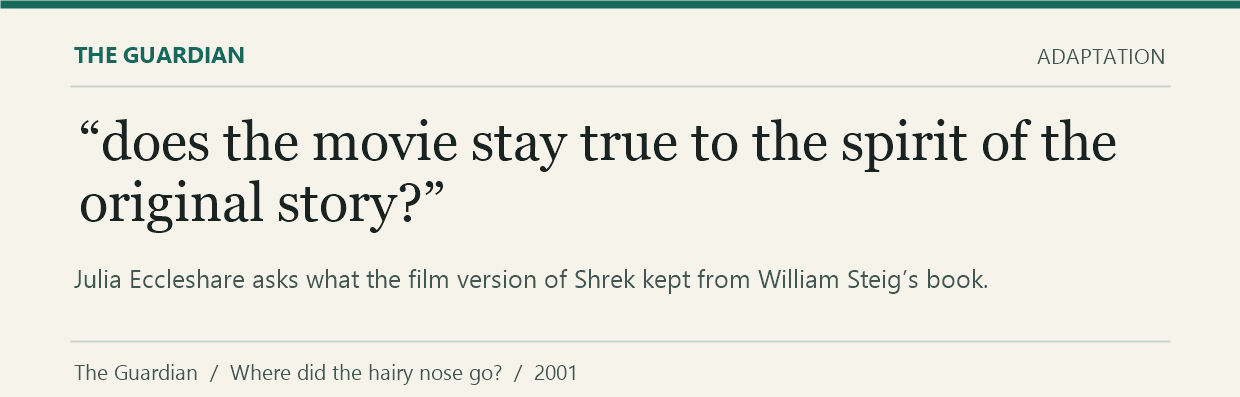 THE GUARDIAN
ADAPTATION
“does the movie stay true to the spirit of the
original story?”
Julia Eccleshare asks what the film version of Shrek kept from William Steig’s book.
The Guardian / Where did the hairy nose go? / 2001